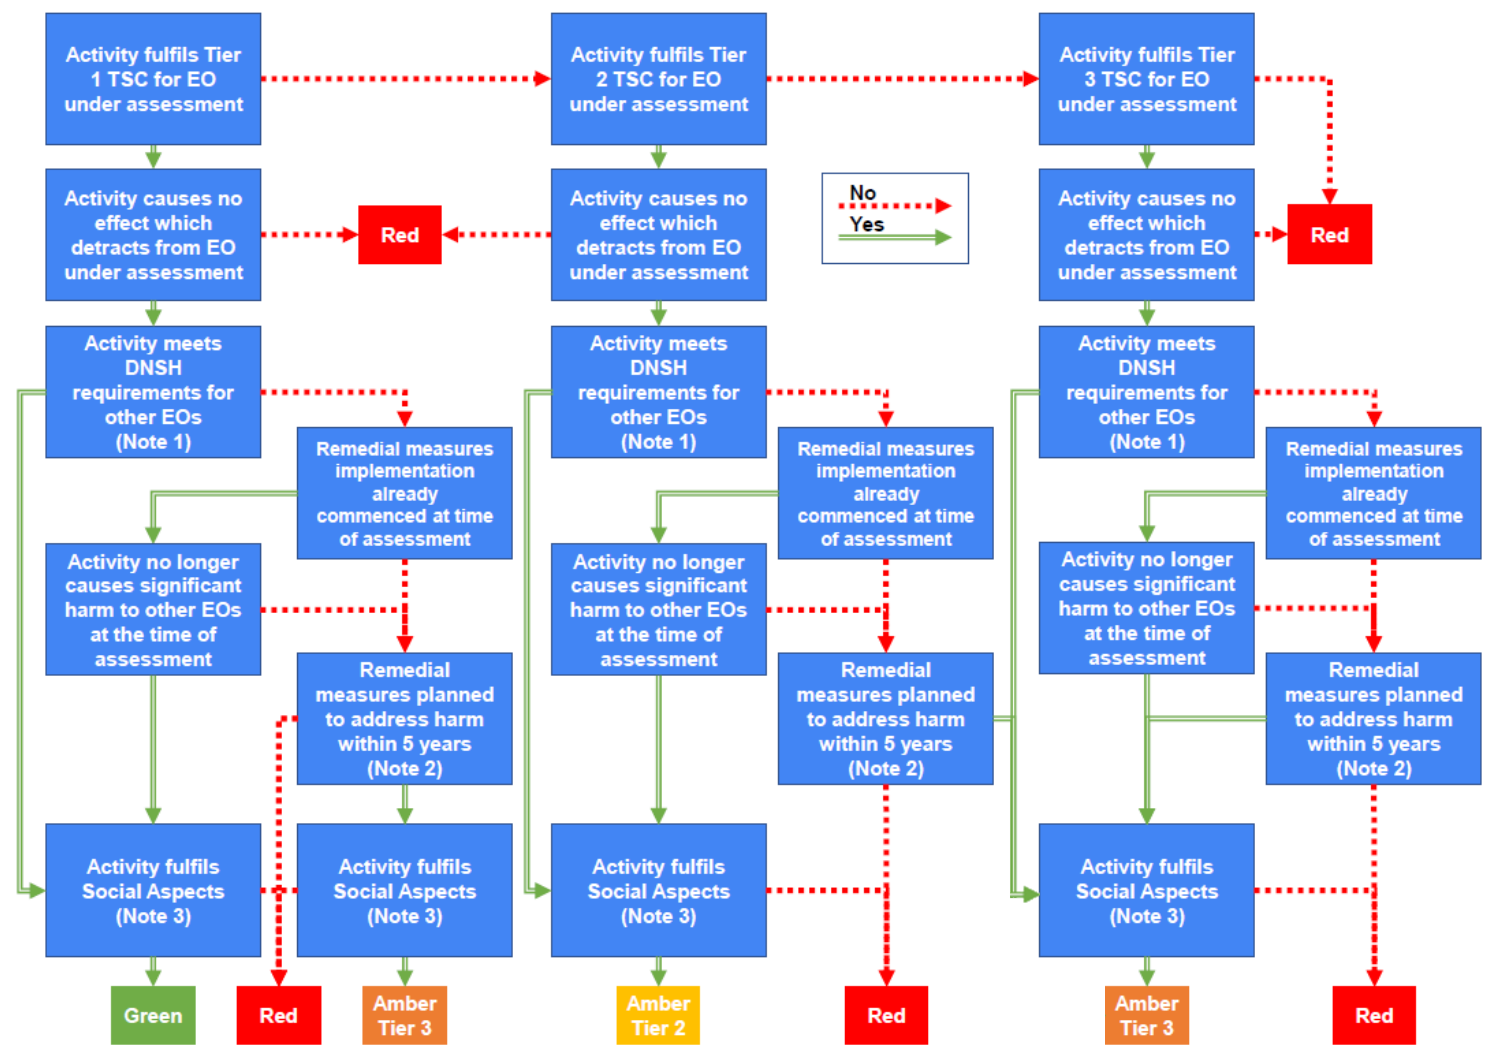 Activity fulfils Tier
1 TSC for EO
under assessment
Activity fulfils Tier
2 TSC for EO
under assessment
Activity fulfils Tier
3 TSC for EO
under assessment
Activity causes no
effect which
detracts from EO
under assessment
Red
Activity causes no
effect which
detracts from EO
under assessment
No
Yes
Activity causes no
effect which
detracts from EO
under assessment
Red
Activity meets
DNSH
requirements for
other EOs
(Note 1)
Activity meets
DNSH
requirements for
other EOs
(Note 1)
Activity meets
DNSH
requirements for
other EOs
(Note 1)
Remedial measures
implementation
already
commenced at time
of assessment
Remedial measures
implementation
already
commenced at time
of assessment
Remedial measures
implementation
already
commenced at time
of assessment
Activity no longer
causes significant
harm to other EOs
at the time of
assessment
Activity no longer
causes significant
harm to other EOs
at the time of
assessment
Activity no longer
causes significant
harm to other EOs
at the time of
assessment
Remedial
measures planned
to address harm
within 5 years
(Note 2)
Remedial
measures planned
to address harm
within 5 years
(Note 2)
Remedial
measures planned
to address harm
within 5 years
(Note 2)
Activity fulfils
Social Aspects
(Note 3)
Activity fulfils
Social Aspects
(Note 3)
Activity fulfils
Social Aspects
(Note 3)
Activity fulfils
Social Aspects
(Note 3)
Green
Red
Amber
Tier 3
Amber
Tier 2
Red
Amber
Tier 3
Red